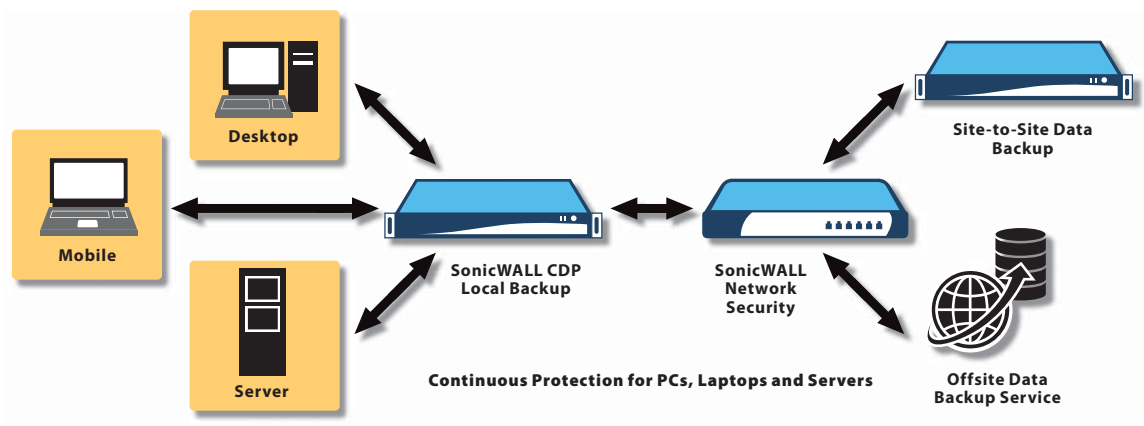 Desktop
Mobile
Server
SonicWALL CDP
Local Backup
SonicWALL
Network
Security
Site-to-Site Data
Backup
Offsite Data
Backup Service
Continuous Protection for PCs, Laptops and Servers